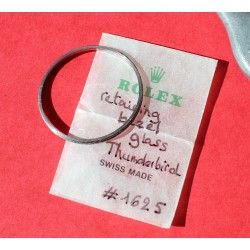 ROLEX
retaining
bezel
glass
Thunderbird
SWISS MADE
#1625